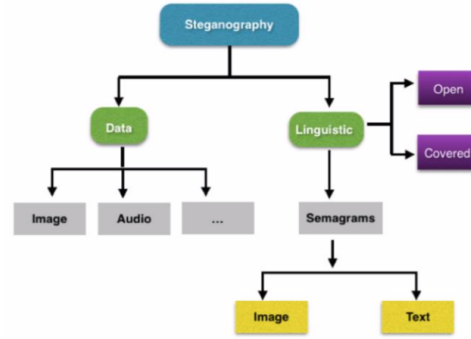 Steganography
Data
Linguistic
Open
Covered
Image
Audio
...
Semagrams
Image
Text